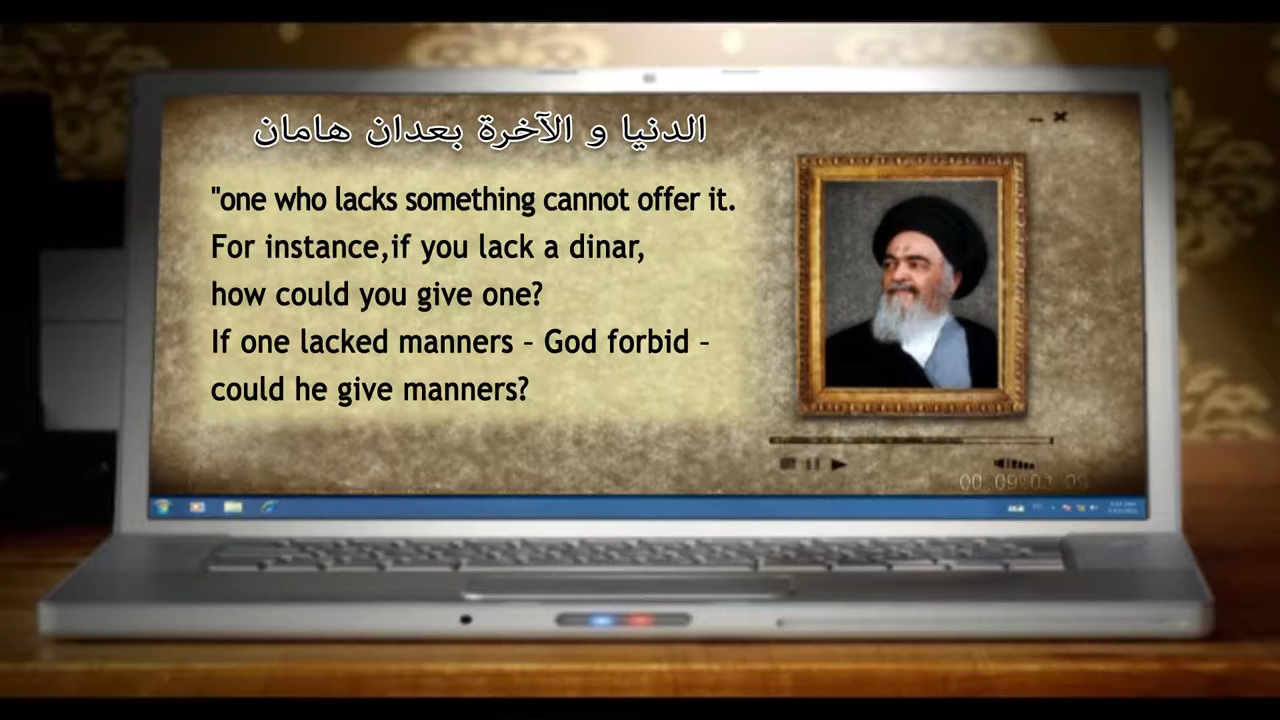 الدنيا و الآخرة بعدان هامان
"one who lacks something cannot offer it.
For instance,if you lack a dinar,
how could you give one?
If one lacked manners – God forbid –
could he give manners?